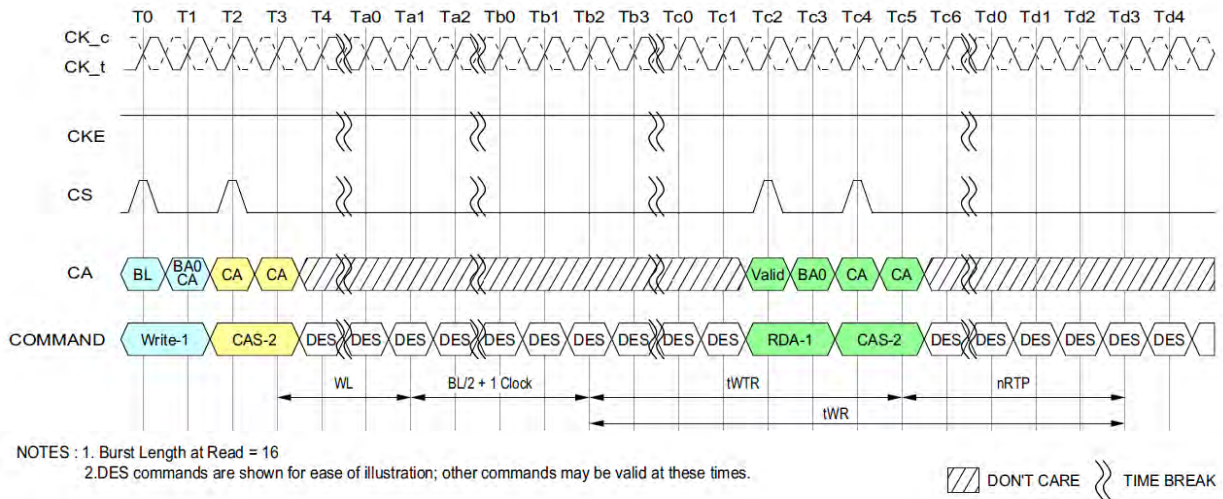 T0 T1 T2 T3 T4 Ta0 Ta1 Ta2 Tb0 Tb1 Tb2 Tb3 Tc0 Tc1 Tc2 Tc3 Tc4 Tc5 Tc6 Td0 Td1 Td2 Td3 Td4
CK_c
CK_t
CKE
CS
CA BL BA0 CA CA CA Valid BA0 CA CA
COMMAND Write-1 CAS-2 DES DES DES DES DES DES DES DES DES DES RDA-1 CAS-2 DES DES DES DES DES DES
WL BL/2 + 1 Clock tWTR nRTP
tWR
NOTES : 1. Burst Length at Read = 16
2.DES commands are shown for ease of illustration; other commands may be valid at these times.
DON'T CARE TIME BREAK